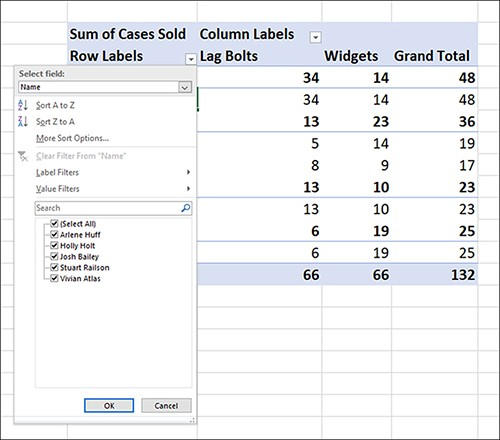 Sum of Cases Sold Column Labels
Row Labels Lag Bolts Widgets Grand Total
34 14 48
34 14 48
13 23 36
5 14 19
8 9 17
13 10 23
13 10 23
6 19 25
6 19 25
66 66 132
Select field:
Name
Sort A to Z
Sort Z to A
More Sort Options...
Clear Filter From "Name"
Label Filters
Value Filters
Search
(Select All)
Arlene Huff
Holly Holt
Josh Bailey
Stuart Railson
Vivian Atlas
OK Cancel